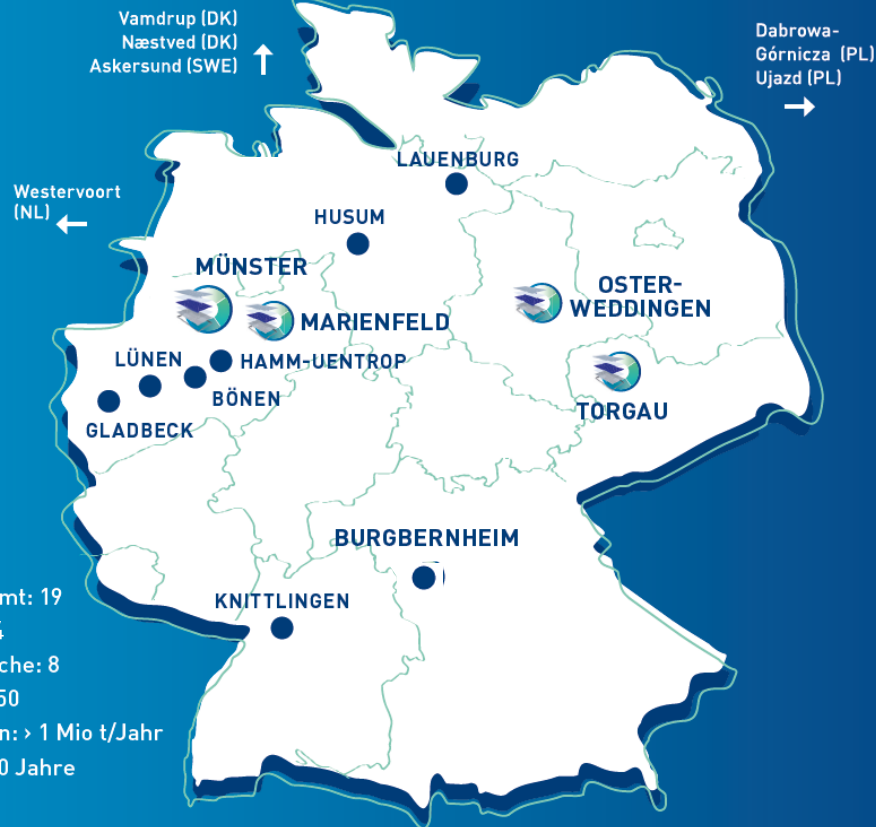 Vamdrup (DK)
Næstved (DK)
Askersund (SWE)
Dabrowa-
Górnicza (PL)
Ujazd (PL)
Westervoort
(NL)
LAUENBURG
HUSUM
MÜNSTER
MARIENFELD
OSTER-
WEDDINGEN
LÜNEN
HAMM-UENTROP
BÖNEN
GLADBECK
TORGAU
BURGBERNHEIM
KNITTLINGEN
mt: 19
che: 8
50
n: › 1 Mio t/Jahr
0 Jahre